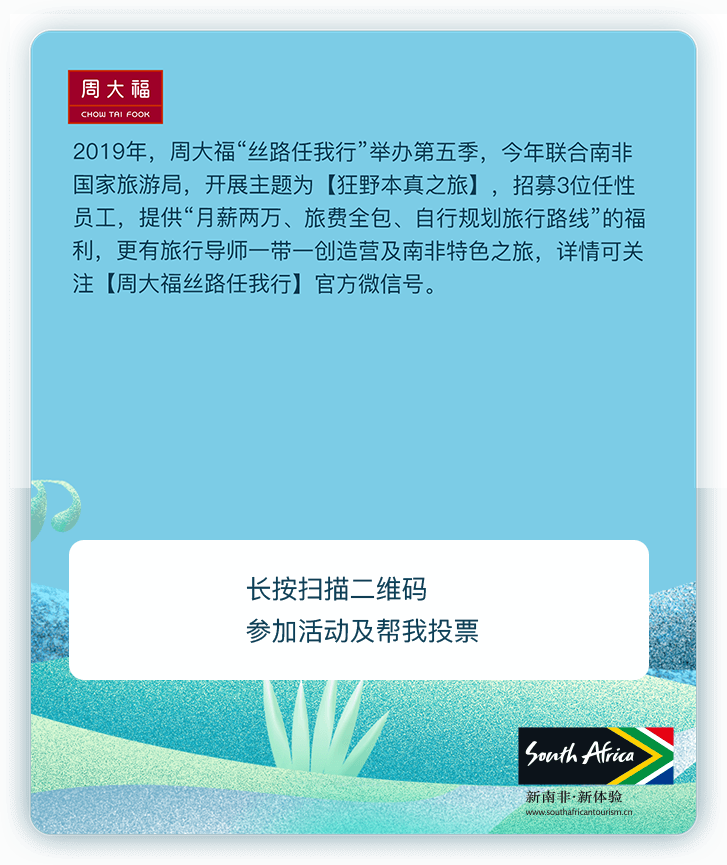 周大福
CHOW TAI FOOK
2019年，周大福“丝路任我行”举办第五季，今年联合南非
国家旅游局，开展主题为【狂野本真之旅】，招募3位任性
员工，提供“月薪两万、旅费全包、自行规划旅行路线”的福
利，更有旅行导师一带一创造营及南非特色之旅，详情可关
注【周大福丝路任我行】官方微信号。
长按扫描二维码
参加活动及帮我投票
South Africa
新南非·新体验
www.southafricantourism.cn